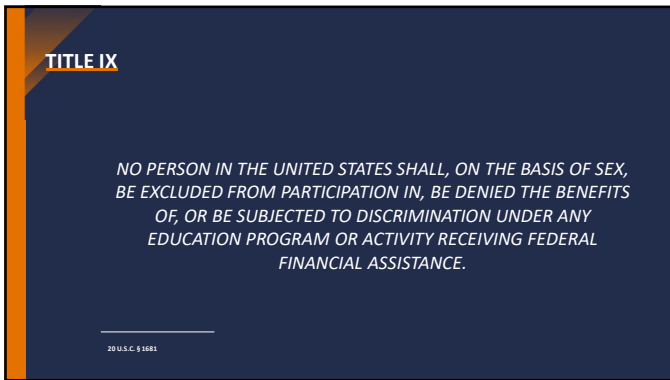 TITLE IX
NO PERSON IN THE UNITED STATES SHALL, ON THE BASIS OF SEX,
BE EXCLUDED FROM PARTICIPATION IN, BE DENIED THE BENEFITS
OF, OR BE SUBJECTED TO DISCRIMINATION UNDER ANY
EDUCATION PROGRAM OR ACTIVITY RECEIVING FEDERAL
FINANCIAL ASSISTANCE.
20 U.S.C. § 1681